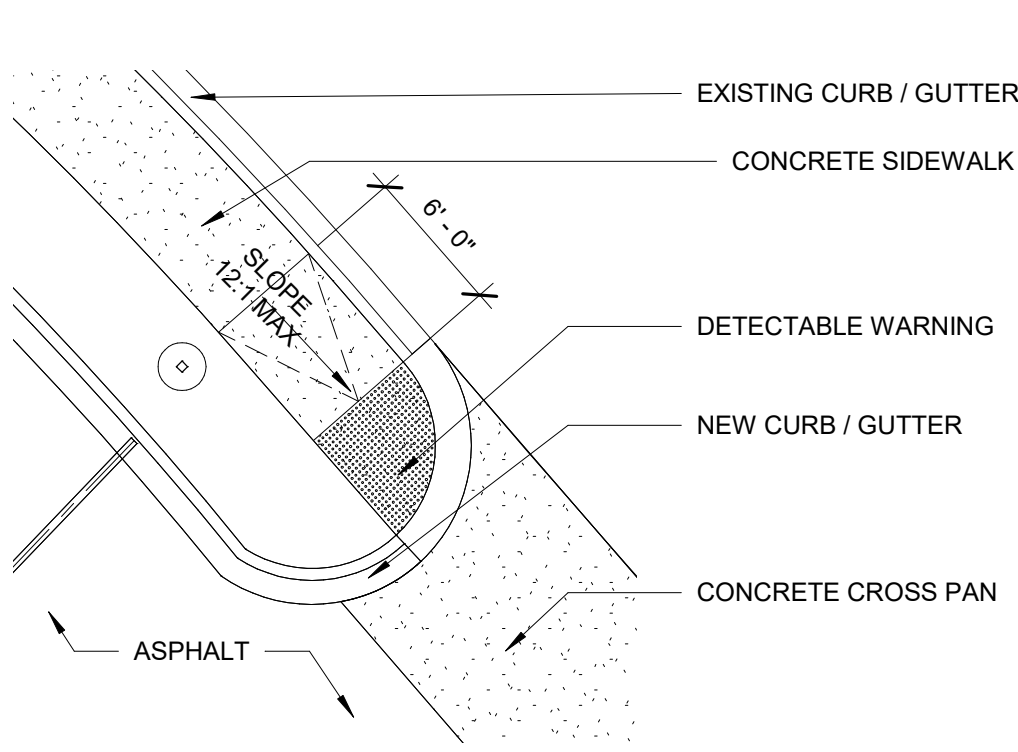 EXISTING CURB / GUTTER
CONCRETE SIDEWALK
6' - 0"
SLOPE
12:1 MAX
DETECTABLE WARNING
NEW CURB / GUTTER
CONCRETE CROSS PAN
ASPHALT